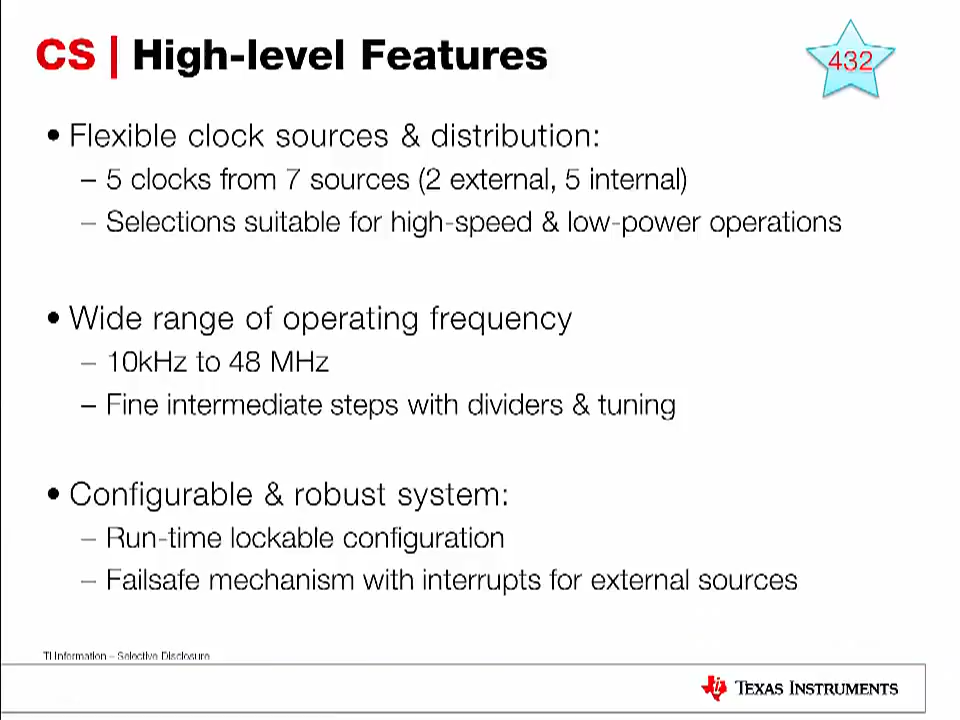 CS | High-level Features
432
• Flexible clock sources & distribution:
– 5 clocks from 7 sources (2 external, 5 internal)
– Selections suitable for high-speed & low-power operations
• Wide range of operating frequency
– 10kHz to 48 MHz
– Fine intermediate steps with dividers & tuning
• Configurable & robust system:
– Run-time lockable configuration
– Failsafe mechanism with interrupts for external sources
TI Information – Selective Disclosure
TEXAS INSTRUMENTS